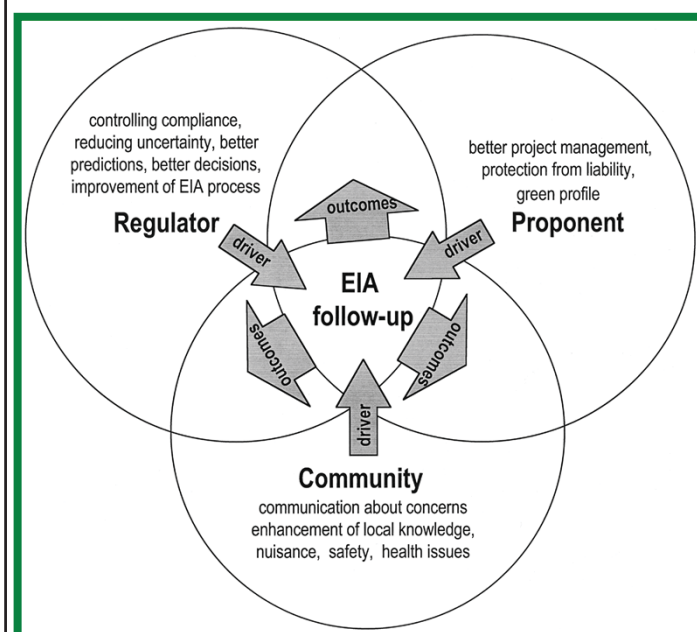 controlling compliance,
reducing uncertainty, better
predictions, better decisions,
improvement of EIA process
Regulator
driver
outcomes
better project management,
protection from liability,
green profile
Proponent
driver
EIA
follow-up
outcomes
outcomes
driver
Community
communication about concerns
enhancement of local knowledge,
nuisance, safety, health issues